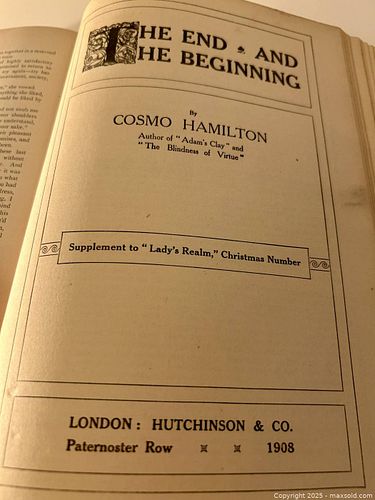 THE END AND
THE BEGINNING
By
COSMO HAMILTON
Author of "Adam's Clay" and
"The Blindness of Virtue"
Supplement to "Lady's Realm," Christmas Number
LONDON: HUTCHINSON & CO.
Paternoster Row 1908
Copyright 2025 - maxsold.com